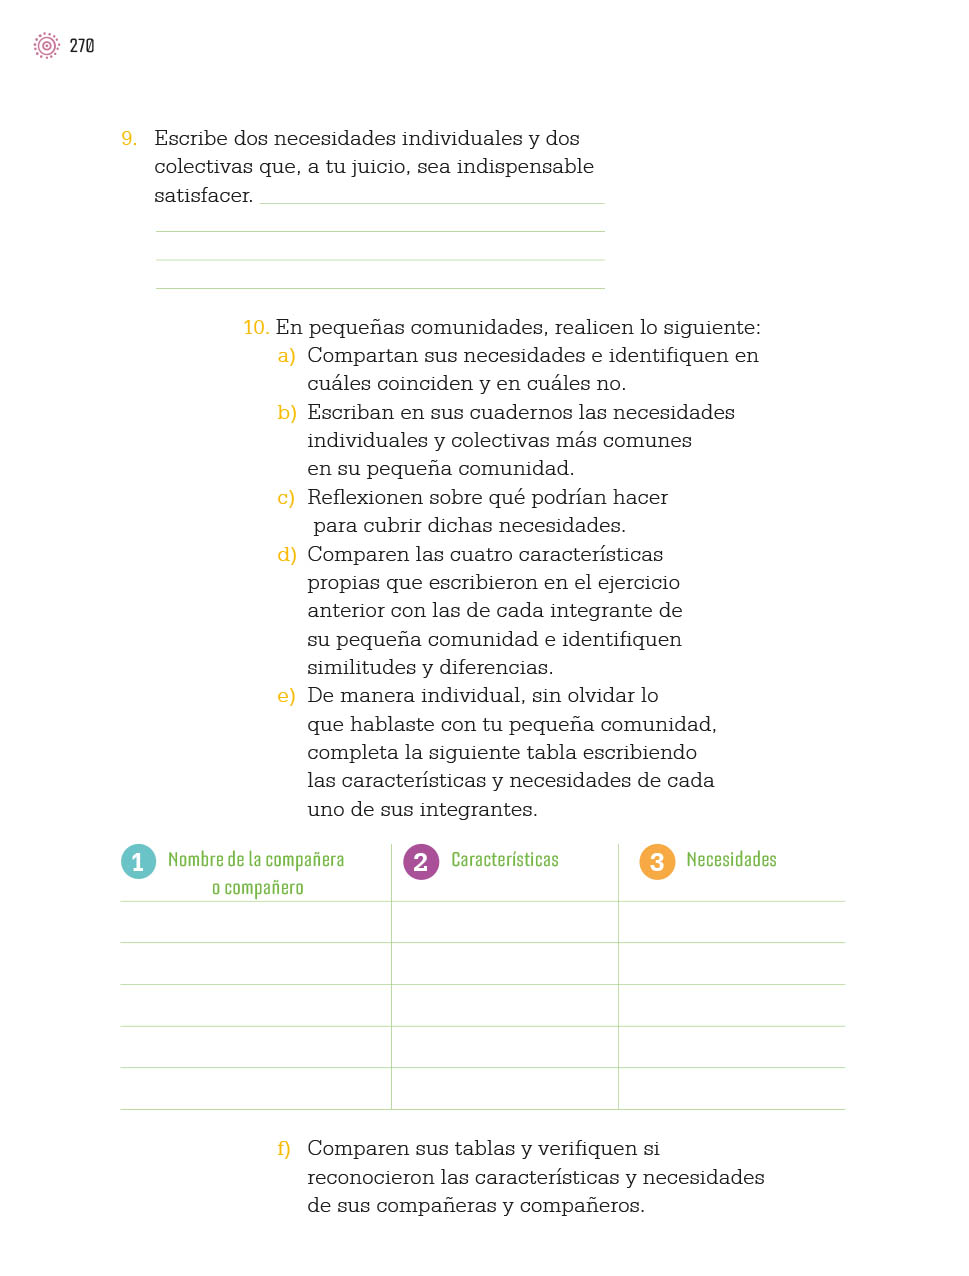 270
9. Escribe dos necesidades individuales y dos
colectivas que, a tu juicio, sea indispensable
satisfacer.
10. En pequeñas comunidades, realicen lo siguiente:
a) Compartan sus necesidades e identifiquen en
cuáles coinciden y en cuáles no.
b) Escriban en sus cuadernos las necesidades
individuales y colectivas más comunes
en su pequeña comunidad.
c) Reflexionen sobre qué podrían hacer
para cubrir dichas necesidades.
d) Comparen las cuatro características
propias que escribieron en el ejercicio
anterior con las de cada integrante de
su pequeña comunidad e identifiquen
similitudes y diferencias.
e) De manera individual, sin olvidar lo
que hablaste con tu pequeña comunidad,
completa la siguiente tabla escribiendo
las características y necesidades de cada
uno de sus integrantes.
1 Nombre de la compañera
o compañero
2 Características
3 Necesidades
f) Comparen sus tablas y verifiquen si
reconocieron las características y necesidades
de sus compañeras y compañeros.